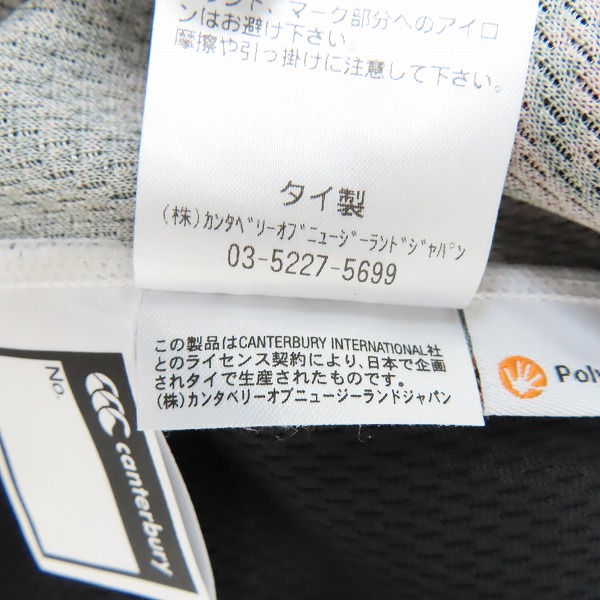 マーク部分へのアイロ
ンはお避け下さい。
摩擦や引っ掛けに注意して下さい。
タイ製
(株)ｶﾝﾀﾍﾞﾘｰｵﾌﾞﾆｭｰｼﾞｰﾗﾝﾄﾞｼﾞｬﾊﾟﾝ
03-5227-5699
この製品はCANTERBURY INTERNATIONAL社
とのライセンス契約により、日本で企画
されタイで生産されたものです。
(株)カンタベリーオブニュージーランドジャパン
No.
canterbury
Poly